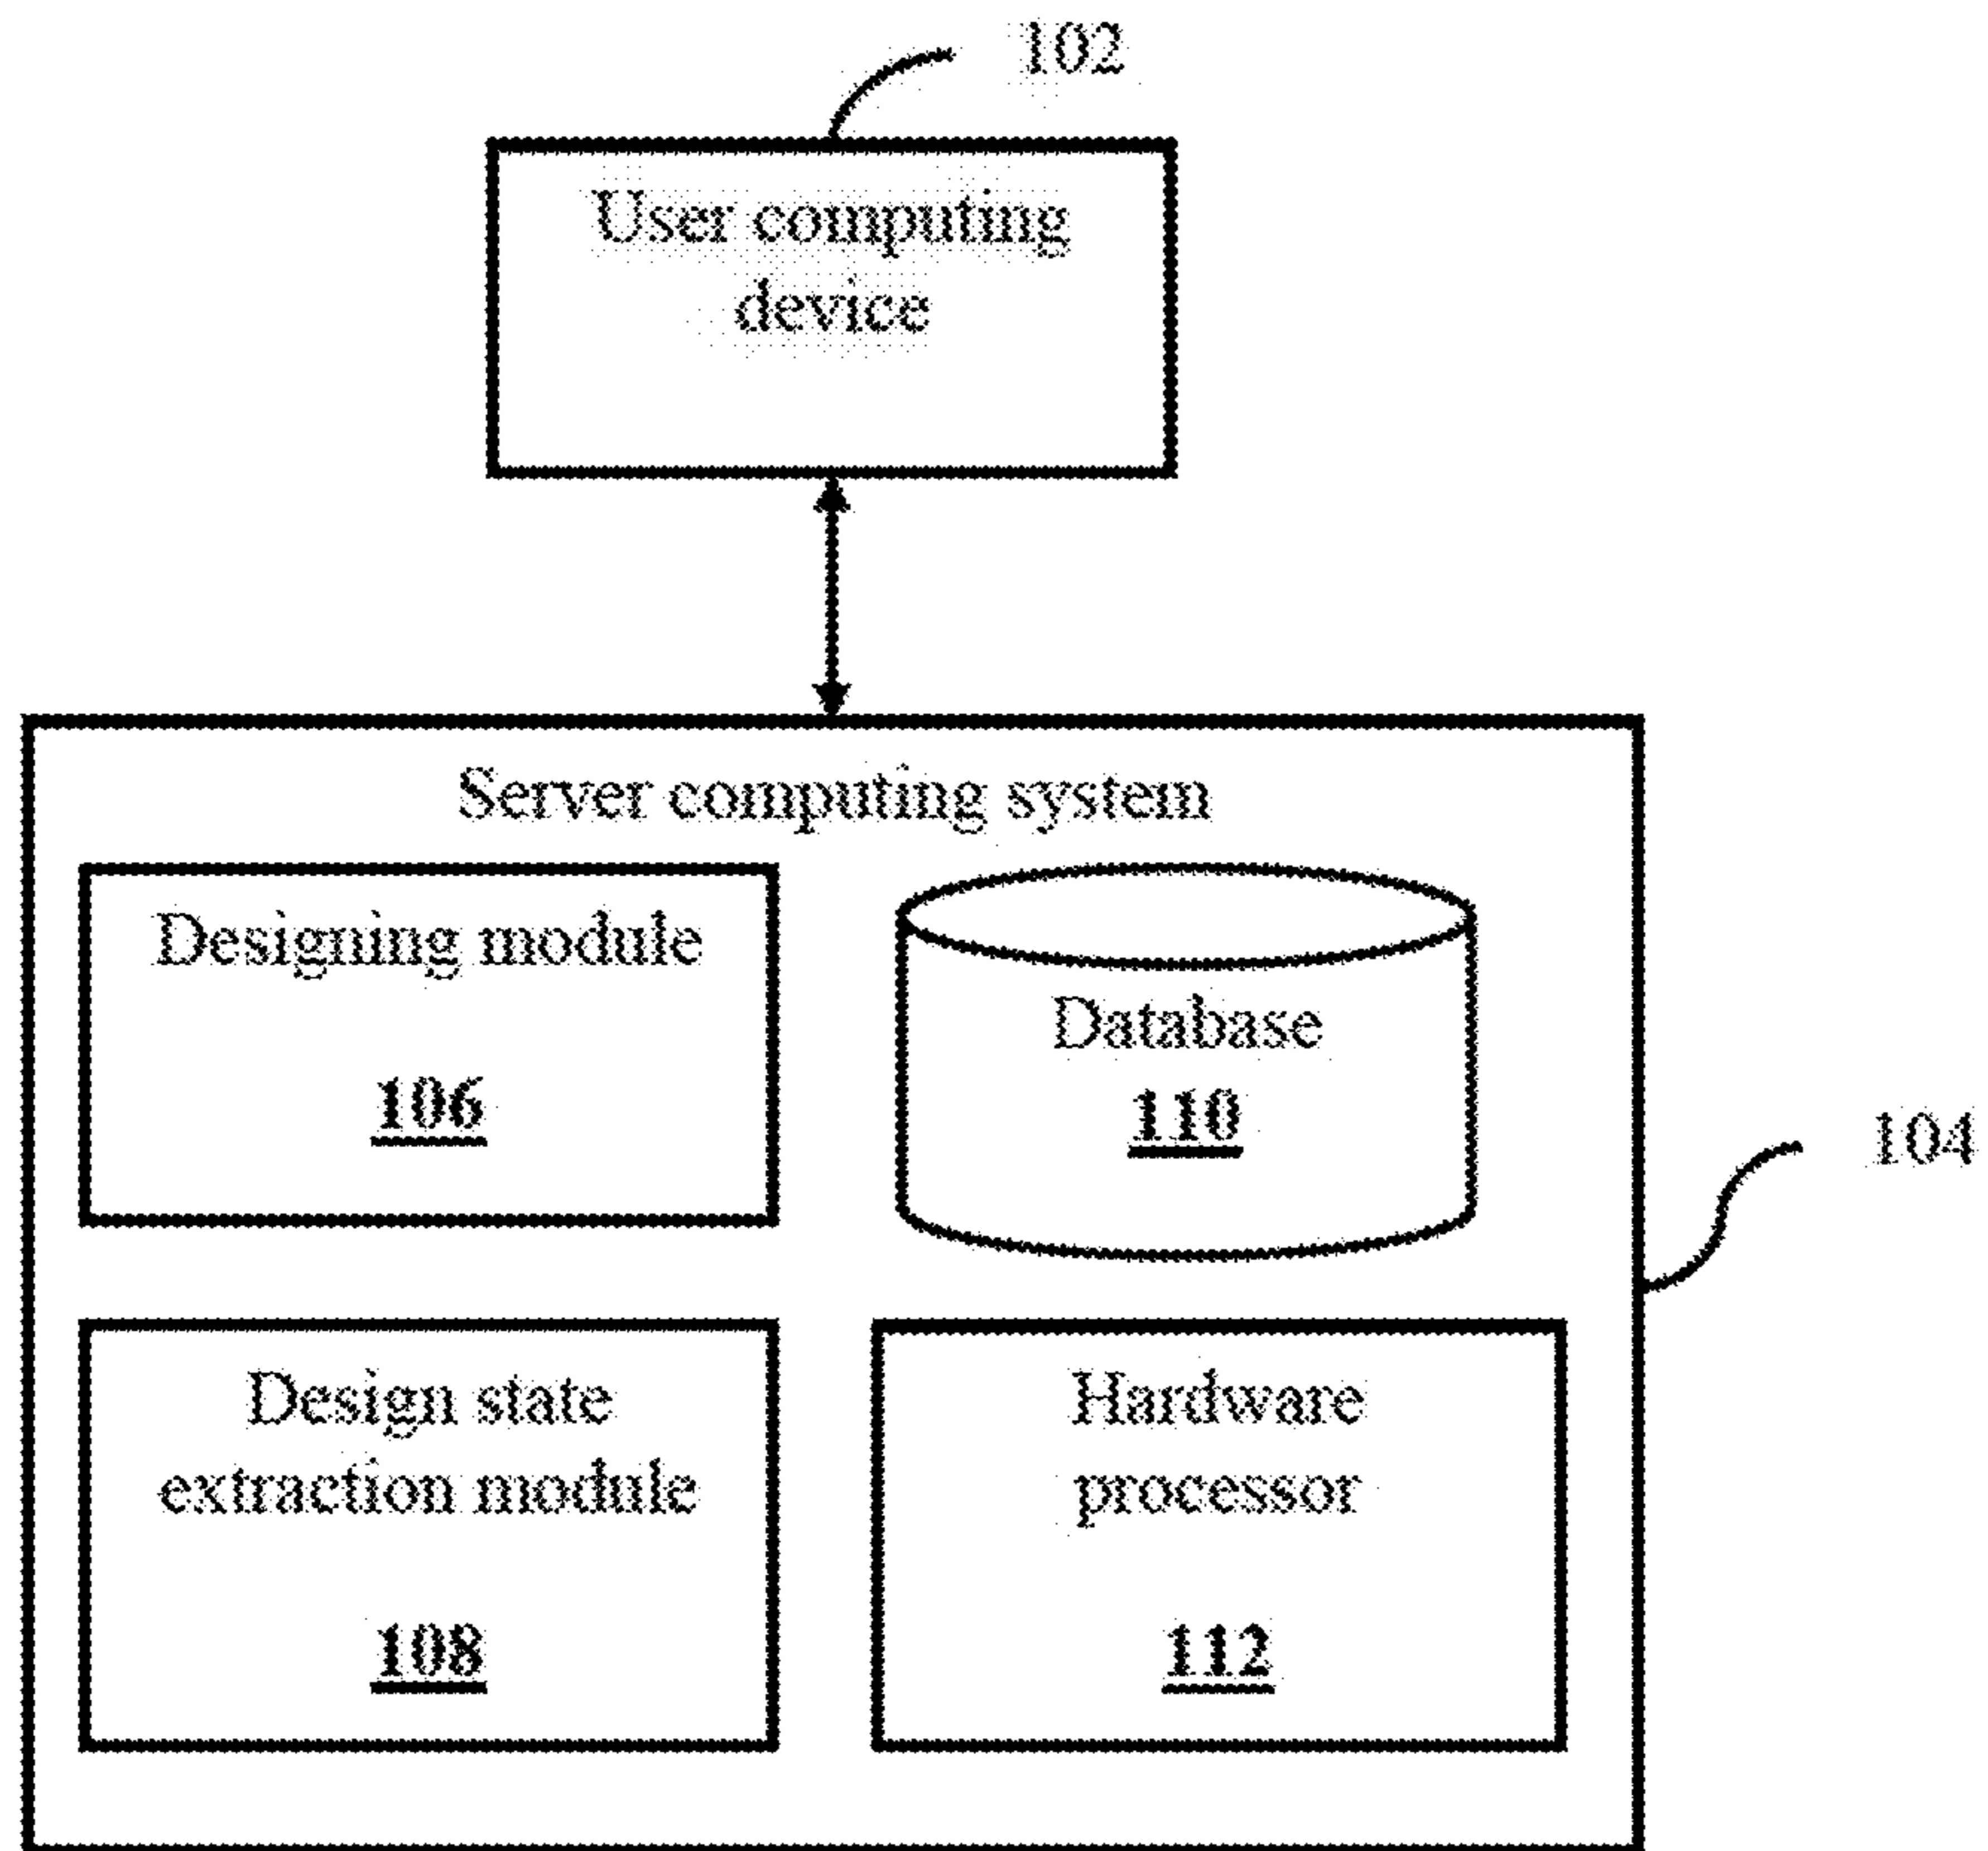 102
User computing
device
Server computing system
Designing module
106
Database
110
104
Design state
extraction module
108
Hardware
processor
112